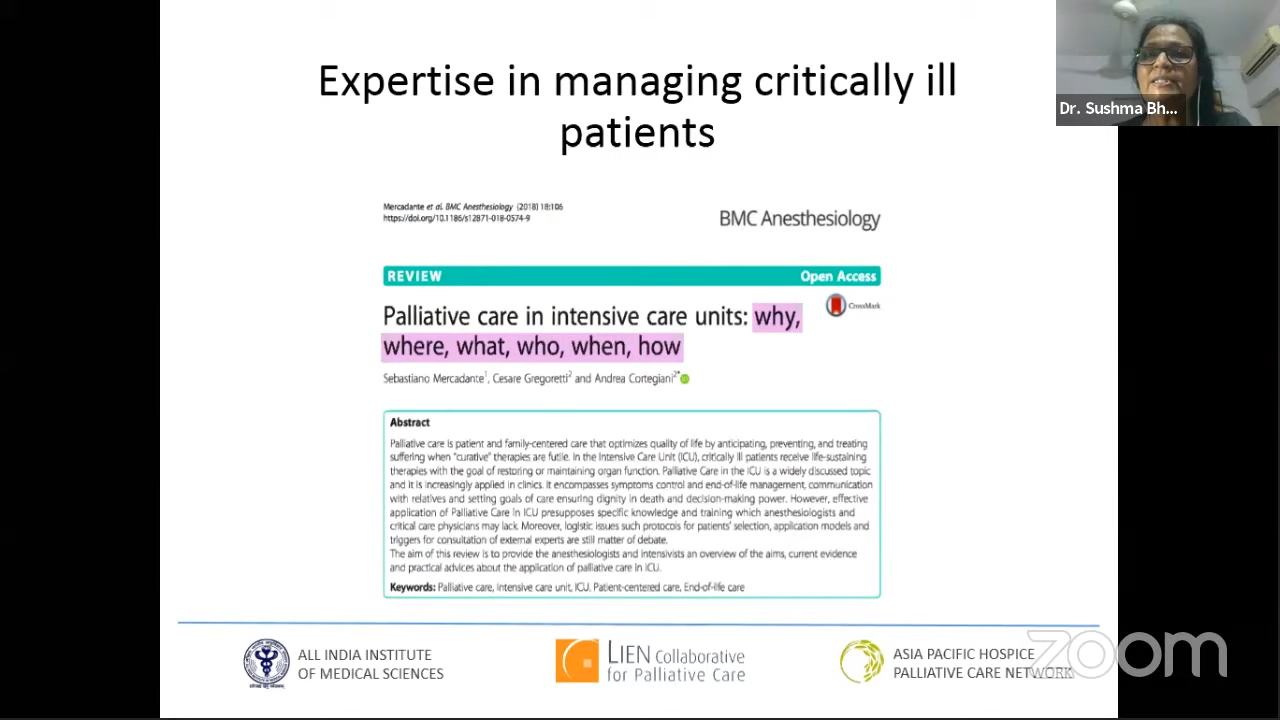 Expertise in managing critically ill
patients
Dr. Sushma Bh...
Mercadante et al. BMC Anesthesiology (2018) 18:106
https://doi.org/10.1186/s12871-018-0574-9
BMC Anesthesiology
REVIEW
Open Access
CrossMark
Palliative care in intensive care units: why,
where, what, who, when, how
Sebastiano Mercadante1, Cesare Gregoretti2 and Andrea Cortegiani2*
Abstract
Palliative care is patient and family-centered care that optimizes quality of life by anticipating, preventing, and treating
suffering when "curative" therapies are futile. In the Intensive Care Unit (ICU), critically ill patients receive life-sustaining
therapies with the goal of restoring or maintaining organ function. Palliative Care in the ICU is a widely discussed topic
and it is increasingly applied in clinics. It encompasses symptoms control and end-of-life management, communication
with relatives and setting goals of care ensuring dignity in death and decision-making power. However, effective
application of Palliative Care in ICU presupposes specific knowledge and training which anesthesiologists and
critical care physicians may lack. Moreover, logistic issues such protocols for patients' selection, application models and
triggers for consultation of external experts are still matter of debate.
The aim of this review is to provide the anesthesiologists and intensivists an overview of the aims, current evidence
and practical advices about the application of palliative care in ICU.
Keywords: Palliative care, Intensive care unit, ICU, Patient-centered care, End-of-life care
ALL INDIA INSTITUTE
OF MEDICAL SCIENCES
LIEN Collaborative
for Palliative Care
ASIA PACIFIC HOSPICE
PALLIATIVE CARE NETWORK
zoom